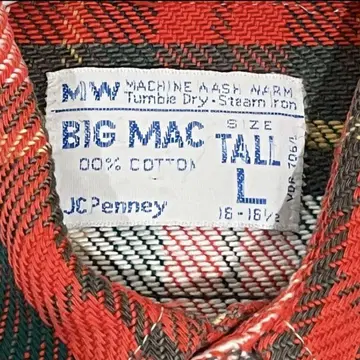 MW MACHINE WASH WARM
Tumble Dry · Steam Iron
BIG MAC
00% COTTON
JCPenney
SIZE
TALL
L
16-16½